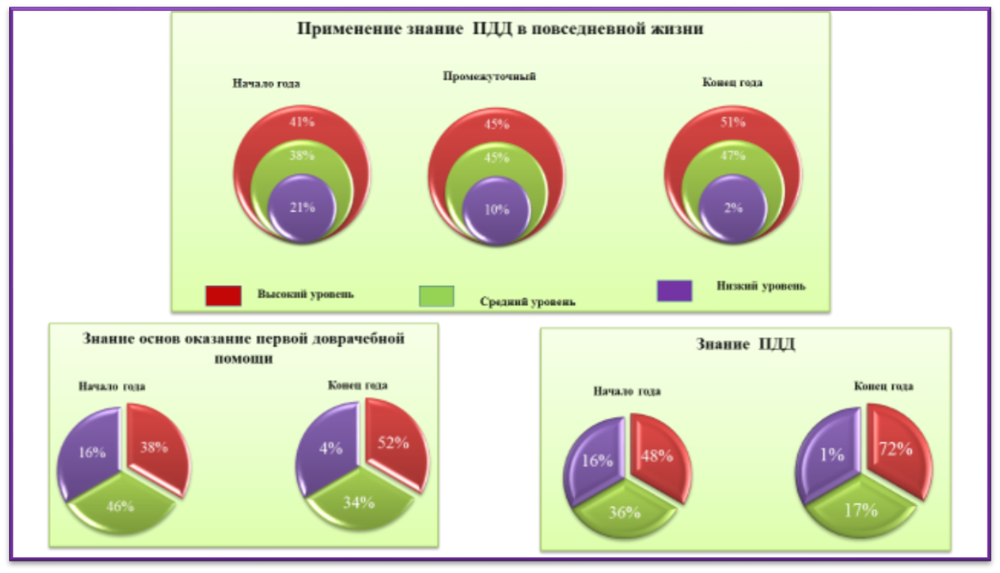 Применение знание ПДД в повседневной жизни
Начало года
Промежуточный
Конец года
41%
38%
21%
45%
45%
10%
51%
47%
2%
Высокий уровень
Средний уровень
Низкий уровень
Знание основ оказание первой доврачебной
помощи
Начало года
Конец года
16%
38%
46%
4%
52%
34%
Знание ПДД
Начало года
Конец года
16%
48%
36%
1%
72%
17%